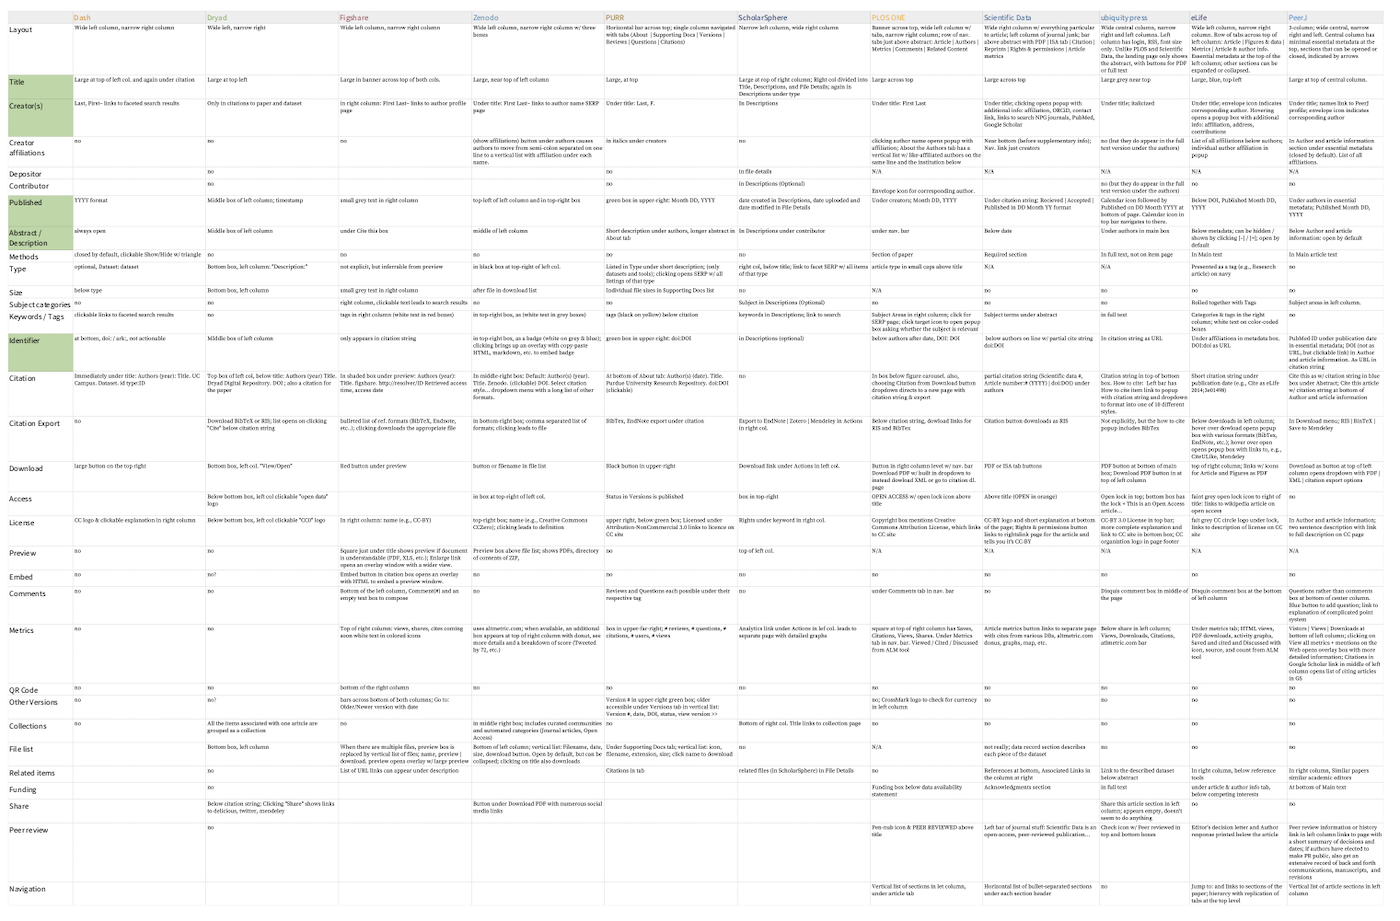 Dash Dryad Figshare Zenodo PURR ScholarSphere PLOS ONE Scientific Data ubiquity press eLife PeerJ
Layout
Wide left column, narrow right column
Wide left, narrow right
Wide left column, narrow right column
Wide left column, narrow right column w/ three
boxes
Horizontal bar across top; single column navigated
with tabs (About | Supporting Docs | Versions |
Reviews | Questions | Citations)
Narrow left column, wide right column
Banner across top, wide left column w/
tabs, narrow right column; row of nav.
tabs just above abstract: Article | Authors |
Metrics | Comments | Related Content
Wide right column w/ everything particular
to article; left column of journal junk; bar
above abstract with PDF | ISA tab | Citation |
Reprints | Rights & permissions | Article
metrics
Wide left central column, narrow
right and left columns. Left
column has login, RSS, font size
only. Unlike PLOS and Scientific
Data, the landing page only shows
the abstract, with buttons for PDF
or full text
Wide left column, narrow right
column. Row of tabs across top of
left column: Article | Figures & data |
Metrics | Article & author info.
Essential metadata at the top of the
left column; other sections can be
expanded or collapsed.
3-column; wide central, narrow
right and left. Central column has
minimal essential metadata at top,
sections that can be opened or
closed, indicated by arrows
Title
Large at top of left col. and again under citation
Large at top left
Large in banner across top of both cols.
Large, near top of left column
Large, at top
Large at top of right column; Right col divided into
Title, Descriptions, and File Details; again in
Descriptions under type
Large across top
Large across top
Large grey near top
Large, blue, top left
Large at top of central column.
Creator(s)
Last, First– links to faceted search results
Only in citations to paper and dataset
in right column: First Last– links to author profile
page
Under title: First Last– links to author name SERP
page
Under title: Last, F.
In Descriptions
Under title: First Last
Under title; clicking opens popup with
additional info: affiliation, ORCiD, contact
link, links to search NPG journals, PubMed,
Google Scholar
Under title; italicized
Under title; envelope icon indicates
corresponding author. Hovering
opens a popup box with additional
info: affiliation, address,
contributions
Under title; names link to PeerJ
profile; envelope icon indicates
corresponding author
Creator
affiliations
no
no
no
(show affiliations) button under authors causes
authors to move from semi-colon separated on one
line to a vertical list with affiliation under each
name.
in italics under creators
no
clicking author name opens popup with
affiliation; About the Authors tab has a
vertical list w/ like-affiliated authors on the
same line and the institution below
Near bottom (before supplementary info);
Nav. link just creators
no (but they do appear in the full
text version under the authors)
List of all affiliations below authors;
individual author affiliation in
popup
In Author and article information
section under essential metadata
(closed by default). List of all
affiliations.
Depositor
no
no
in file details
N/A
N/A
N/A
N/A
N/A
Contributor
no
no
in Descriptions (Optional)
Envelope icon for corresponding author.
no (but they do appear in the full
text version under the authors)
no
no
Published
YYYY format
Middle box of left column; timestamp
small grey text in right column
top-left of left column and in top-right box
green box in upper-right: Month DD, YYYY
date created in Descriptions, date uploaded and
date modified in File Details
Under creators; Month DD, YYYY
Under citation string: Recieved | Accepted |
Published in DD Month YY format
Calendar icon followed by
Published on DD Month YYYY at
bottom of page. Calendar icon in
top bar navigates to there.
Below DOI, Published Month DD,
YYYY
Under authors in essential
metadata; Published Month DD,
YYYY
Abstract /
Description
always open
Middle box of left column
under Cite this box
middle of left column
Short description under authors, longer abstract in
About tab
In Descriptions under contributor
under nav. bar
Below date
Under authors in main box
Below metadata; can be hidden /
shown by clicking [-] / [+]; open by
default
Below Author and article
information: open by default
Methods
closed by default, clickable Show/Hide w/ triangle
no
no
no
no
no
Section of paper
Required section
In full text, not on item page
In Main text
In Main article text
Type
optional, Dataset: dataset
Bottom box, left column: "Description:"
not explicit, but inferrable from preview
in black box at top-right of left col.
Listed in Type under short description; (only
datasets and tools); clicking opens SERP w/ all
listings of that type
right col, below title; link to facet SERP w/ all items
of that type
article type in small caps above title
N/A
N/A
Presented as a tag (e.g., Research
article) on navy
no
Size
below type
Bottom box, left column
small grey text in right column
after file in download list
Individual file sizes in Supporting Docs list
no
N/A
no
no
no
no
Subject categories
no
no
right column, clickable text leads to search results
no
no
Subject in Descriptions (Optional)
no
no
Roiled together with Tags
Subject areas in left column.
Keywords / Tags
clickable links to faceted search results
no
tags in right column (white text in red boxes)
in top-right box, as (white text in grey boxes)
tags (black on yellow) below citation
keywords in Descriptions; link to search
Subject Areas in right column; click for
SERP page; click target icon to open popup
box asking whether the subject is relevant
Subject terms under abstract
in full text
Categories & tags in the right
column; white text on color-coded
boxes
no
Identifier
at bottom, doi: / ark:, not actionable
Middle box of left column
only appears in citation string
in top-right box, as a badge (white on grey & blue);
clicking brings up an overlay with copy-paste
HTML, markdown, etc. to embed badge
green box in upper right: doi:DOI
in Descriptions (optional)
below authors after date, DOI: DOI
below authors on line w/ partial cite string
doi:DOI
In citation string as URL
Under affiliations in metadata box.
DOI:doi as URL
PubMed ID under publication
date in essential metadata; DOI (not
as URL, but clickable link) in Author
and Article information. As URL in
citation string
Citation
Immediately under title: Authors (year): Title. UC
Campus. Dataset. id type:ID
Top box of left col, below title: Authors (year) Title.
Dryad Digital Repository. DOI ; also a citation for
the paper
In shaded box under preview: Authors (year):
Title. figshare. http://resolver/ID Retrieved access
time, access date
In middle-right box: Default: Author(s) (year).
Title. Zenodo. (clickable) DOI. Select citation
style... dropdown menu with a long list of other
formats.
At bottom of About tab: Author(s) (date). Title.
Purdue University Research Repository. doi:DOI
(clickable)
no
In box below figure carousel. also,
choosing Citation from Download button
dropdown directs to a new page with
citation string & export
partial citation string (Scientific data #,
Article number:# (YYYY) | doi:DOI) under
authors
Citation string in top of bottom
box. How to cite: Left bar has
How to cite item link to popup
with citation string and dropdown
to format into one of 10 different
styles.
Short citation string under
publication date (e.g., Cite as eLife
2014;3e01498)
Cite this as w/ citation string in blue
box under Abstract; Cite this article
w/ citation string at bottom of
Author and article information
Citation Export
no
Download BibTeX or RIS; list opens on clicking
"Cite" below citation string
bulleted list of ref. formats (BibTeX, Endnote,
etc..); clicking downloads the appropriate file
in bottom-right box; comma separated list of
formats; clicking leads to file
BibTex, EndNote export under citation
Export to EndNote | Zotero | Mendeley in Actions
in right col.
Below citation string, dowload links for
RIS and BibTex
Citation button downloads as RIS
Not explicitly, but the how to cite
popup includes BibTex
Below downloads in left column;
hover over dowload opens popup
box with various formats (BibTex,
EndNote, etc.); hover over open
opens popup box with links to, e.g.,
CiteULike, Mendeley
In Download menu; RIS | BinTeX |
Save to Mendeley
Download
large button on the top right
Bottom box, left col. "View/Open"
Red button under preview
button or filename in file list
Black button in upper-right
Download link under Actions in left col.
Button in right column level w/ nav. bar
Download PDF w/ built in dropdown to
instead dowload XML or go to citation dl.
page
PDF or ISA tab buttons
PDF button at bottom of main
box; Download PDF button in at
top of left column
top of right column; links w/ icons
for Article and Figures as PDF
Download as button at top of left
column opens dropdown with PDF |
XML | citation export options
Access
Below bottom box, left col clickable "open data"
logo
in box at top-right of left col.
Status in Versions is published
box in top-right
OPEN ACCESS w/ open lock icon above
title
Above title (OPEN in orange)
Open lock in top; bottom box has
the lock + This is an Open Access
article...
faint grey open lock icon to right of
title: links to wikipedia article on
open access
no
License
CC logo & clickable explanation in right column
Below bottom box, left col clickable "CC0" logo
In right column: name (e.g., CC-BY)
top-right box; name (e.g., Creative Commons
CCZero); clicking leads to definition
upper right, below green box; Licensed under
Attribution-NonCommercial 3.0 links to licence on
CC site
Rights under keyword in right col.
Copyright box mentions Creative
Commons Attribution License, which links
to CC site
CC-BY logo and short explanation at bottom
of the page; Rights & permissions button
links to rightslink page for the article and
tells you it's CC-BY
CC-BY 3.0 License in top bar;
more complete explanation and
link to CC site in bottom box; CC
organistion logo in page footer
fait grey CC circle logo under lock,
links to description of license on CC
site
In Author and article information;
two sentence description with link
to full description on CC page
Preview
no
no
Square just under title shows preview if document
is understandable (PDF, XLS, etc.); Enlarge link
opens an overlay window with a wider view.
Preview box above file list; shows PDFs, directory
of contents of ZIP,
no
top of left col.
N/A
N/A
N/A
N/A
N/A
Embed
no
no?
Embed button in citation box opens an overlay
with HTML to embed a preview window.
no
no
no
no
no
no
no
no
Comments
no
no
Bottom of the left column, Comment(#) and an
empty text box to compose
no
Reviews and Questions each possible under their
respective tag
no
under Comments tab in nav. bar
no
Disquis comment box in middle of
the page
Disquis comment box at the bottom
of left column
Questions rather than comments
box at bottom of center column.
Blue button to add question; link to
explanation of complicated point
system
Metrics
no
no
Top of right column: views, shares, cites coming
soon white text in colored icons
uses altmetric.com; when available, an additional
box appears at top of right column with donut, see
more details and a breakdown of score (Tweeted
by 72, etc.)
box in upper-far-right; # reviews, # questions, #
citations, # users, # views
Analytics link under Actions in lef col. leads to
separate page with detailed graphs
square at top of right column has Saves,
Citations, Views, Shares. Under Metrics
tab in nav. bar. Viewed / Cited / Discussed
from ALM tool
Article metrics button links to separate page
with cites from various DBs, altmetric.com
donus, graphs, map, etc.
Below share in left column;
Views, Downloads, Citations,
altmetric.com bar
Under metrics tab; HTML views,
PDF downloads, activity graphs,
Saved and cited and Discussed with
icon, source, and count from ALM
tool
Vistors | Views | Downloads at
bottom of left column; clicking on
View all metrics + mentions on the
Web opens overlay box with more
detailed information; Citations in
Google Scholar link in middle of left
column opens list of citing articles
in GS
QR Code
no
no
bottom of the right column
no
no
no
no
no
no
no
no
Other Versions
no
no?
bars across bottom of both columns; Go to:
Older/Newer version with date
Version # in upper right green box; older
accessible under Versions tab in vertical list:
Version #, date, DOI, status, view version >>
no
no; CrossMark logo to check for currency
in left column
no
no
no
no
Collections
no
All the items associated with one article are
grouped as a collection
no
in middle right box; includes curated communities
and automated categories (Journal articles, Open
Access)
no
Bottom of right col. Title links to collection page
no
no
no
no
no
File list
Bottom box, left column
When there are multiple files, preview box is
replaced by vertical list of files; name, preview |
download. preview opens overlay w/ large preview
Bottom of left column; vertical list: Filename, date,
size, download button. Open by default, but can be
collapsed; clicking on title also downloads
Under Supporting Docs tab; vertical list: icon,
filename, extension, size; click name to download
no
N/A
not really; data record section describes
each piece of the dataset
no
no
no
Related items
no
List of URL links can appear under description
Citations in tab
related files (in ScholarSphere) in File Details
no
References at bottom, Associated Links in
the column at right
Link to the described dataset
below abstract
In right column, below reference
tools
In right column, Similar papers
similar academic editors
Funding
no
Funding box below data availability
statement
Acknowledgments section
in full text
under article & author info tab,
below competing interests
At bottom of Main text
Share
Below citation string; Clicking "Share" shows links
to delicious, twitter, mendeley
Button under Download PDF with numerous social
media links
Share this article section in left
column; appears empty, doesn't
seem to do anything
no
no
Peer review
no
Pen-nub icon & PEER REVIEWED above
title
Left bar of journal stuff: Scientific Data is an
open-access, peer-reviewed publication...
Check icon w/ Peer reviewed in
top and bottom boxes
Editor's decision letter and Author
response printed below the article
Peer review information or history
link in left column links to page with
a short summary of decisions and
dates; if authors have elected to
make PR public, also get an
extensive record of back and forth
communications, manuscripts, and
revisions
Navigation
Vertical list of sections in let column,
under article tab
Horizontal list of bullet-separated sections
under each section header
no
Jump to: and links to sections of the
paper; hierarchy with replication of
tabs at the top level
Vertical list of article sections in left
column